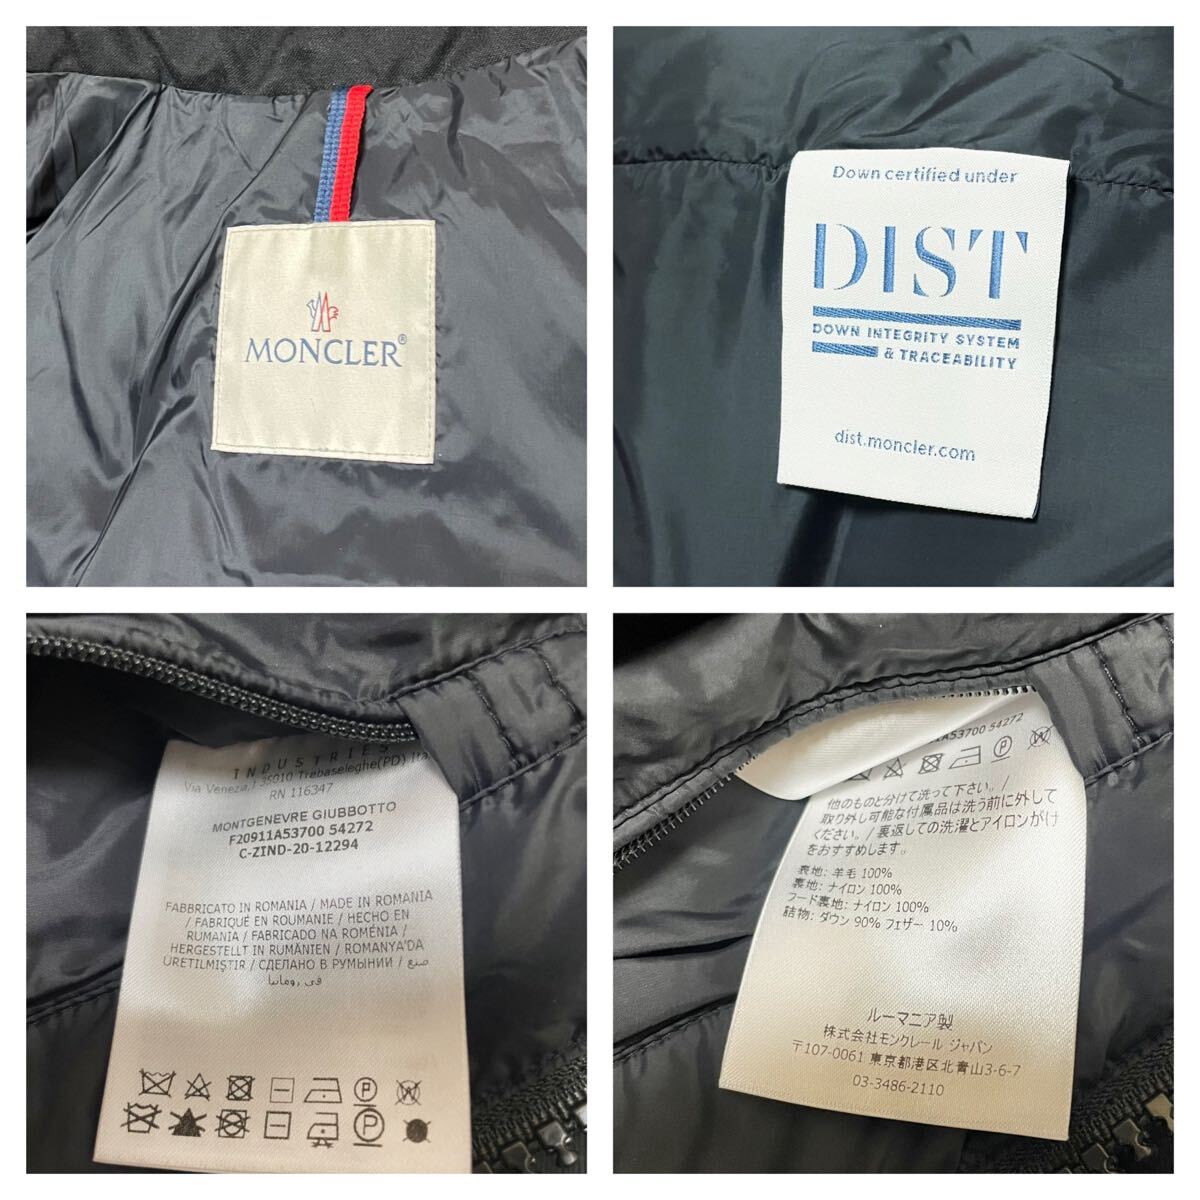 MONCLER®
Down certified under
DIST
DOWN INTEGRITY SYSTEM
& TRACEABILITY
dist.moncler.com
INDUSTRIES
Via Venezia,1 35010 Trebaseleghe(PD) Ita
RN 116347
MONTGENEVRE GIUBBOTTO
F20911A53700 54272
C-ZIND-20-12294
FABBRICATO IN ROMANIA / MADE IN ROMANIA
/ FABRIQUÉ EN ROUMANIE / HECHO EN
RUMANIA / FABRICADO NA ROMÉNIA /
HERGESTELLT IN RUMÄNIEN / ROMANYA'DA
ÜRETILMIŞTIR / СДЕЛАНО В РУМЫНИИ / صنع
في رومانيا
A53700 54272
他のものと分けて洗って下さい。/
取り外し可能な付属品は洗う前に外して
ください。/ 裏返しての洗濯とアイロンがけ
をおすすめします。
表地: 羊毛 100%
裏地: ナイロン 100%
フード裏地: ナイロン 100%
詰物: ダウン 90% フェザー 10%
ルーマニア製
株式会社モンクレール ジャパン
〒107-0061 東京都港区北青山3-6-7
03-3486-2110